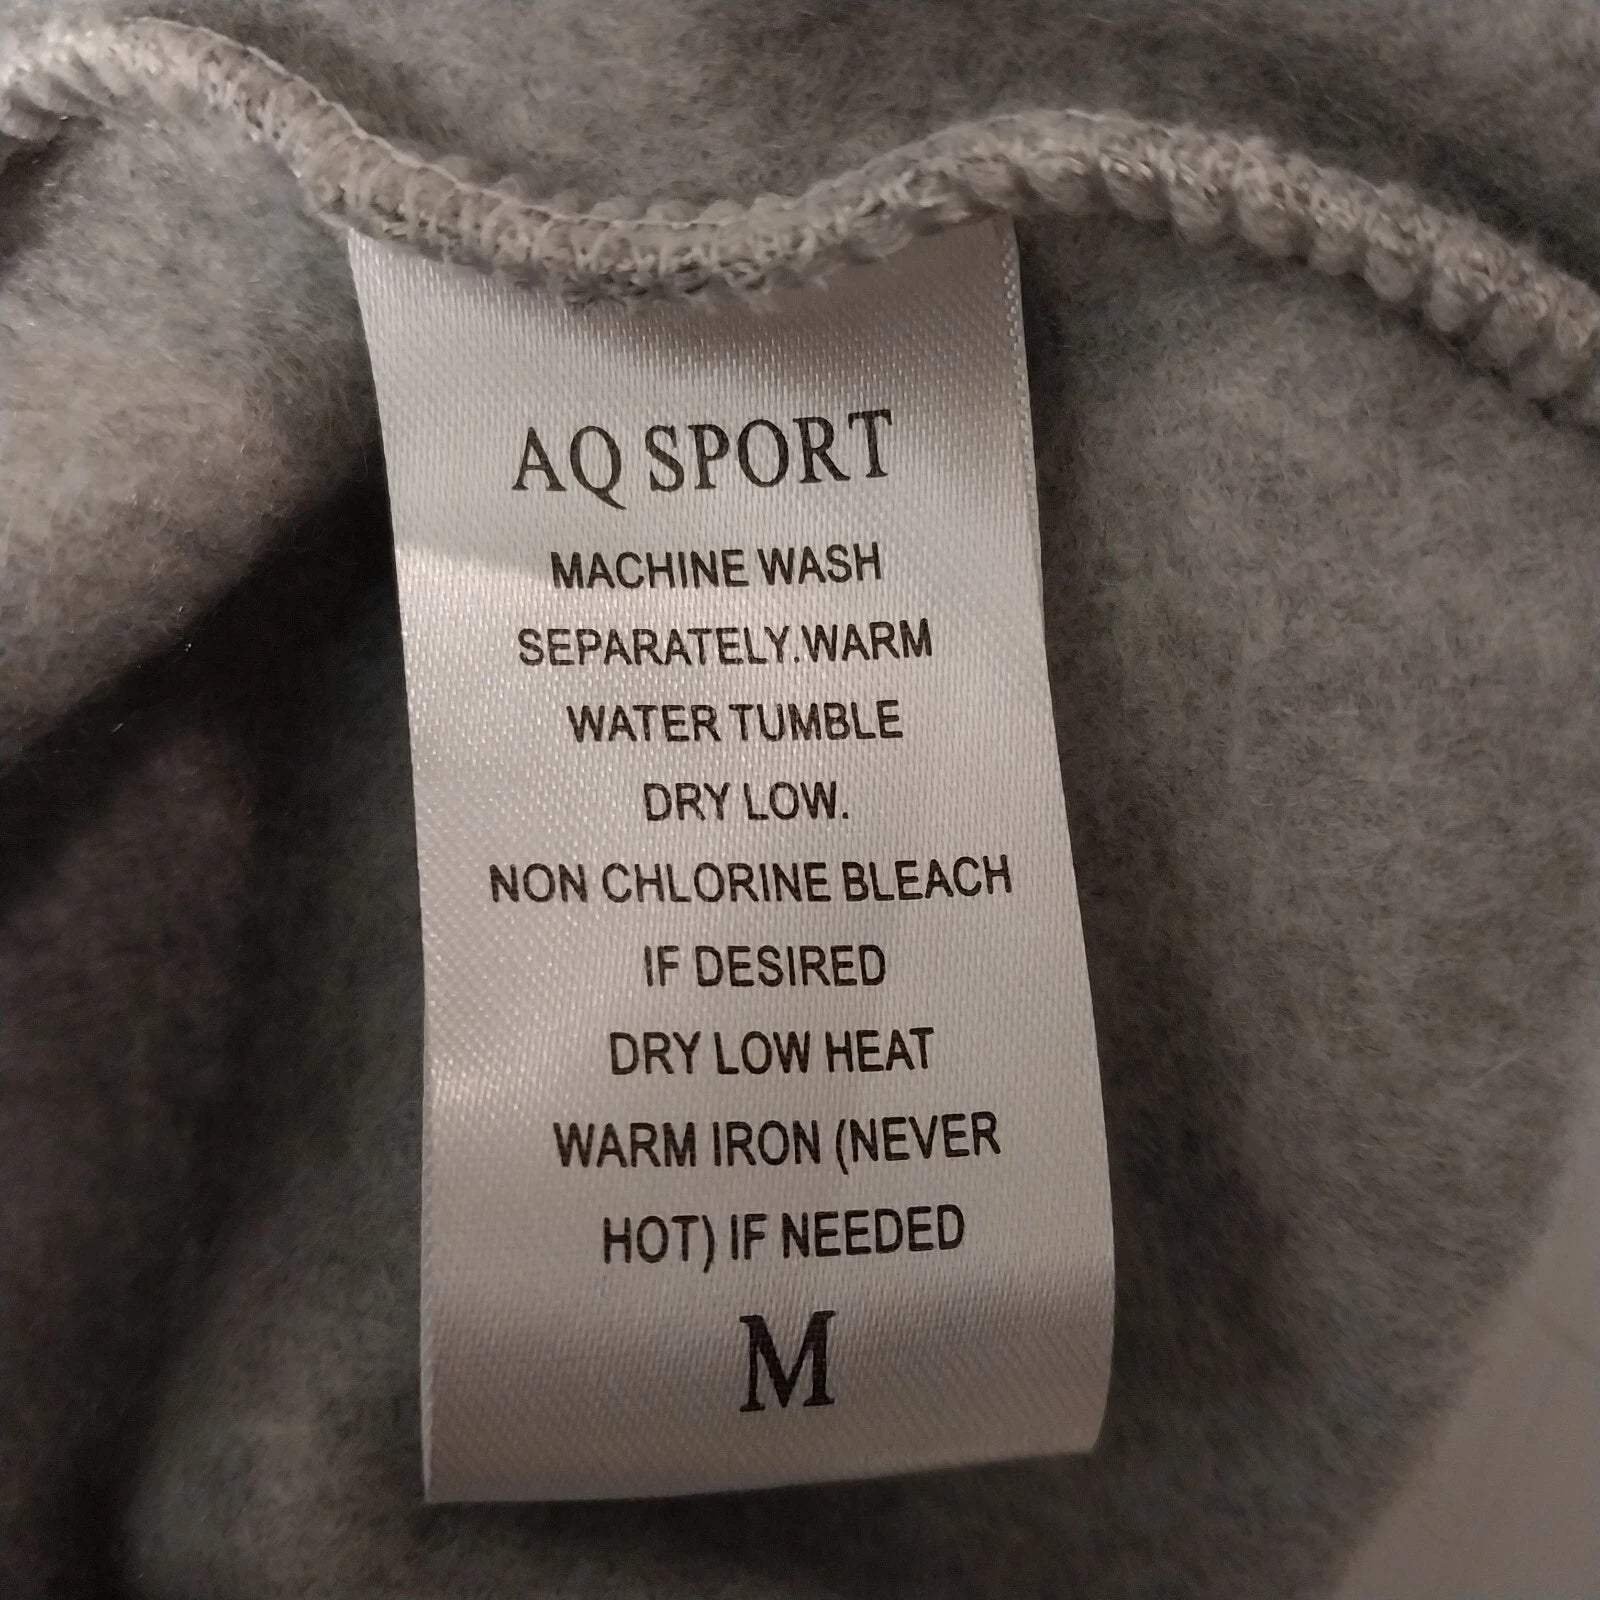 AQ SPORT
MACHINE WASH
SEPARATELY.WARM
WATER TUMBLE
DRY LOW.
NON CHLORINE BLEACH
IF DESIRED
DRY LOW HEAT
WARM IRON (NEVER
HOT) IF NEEDED
M